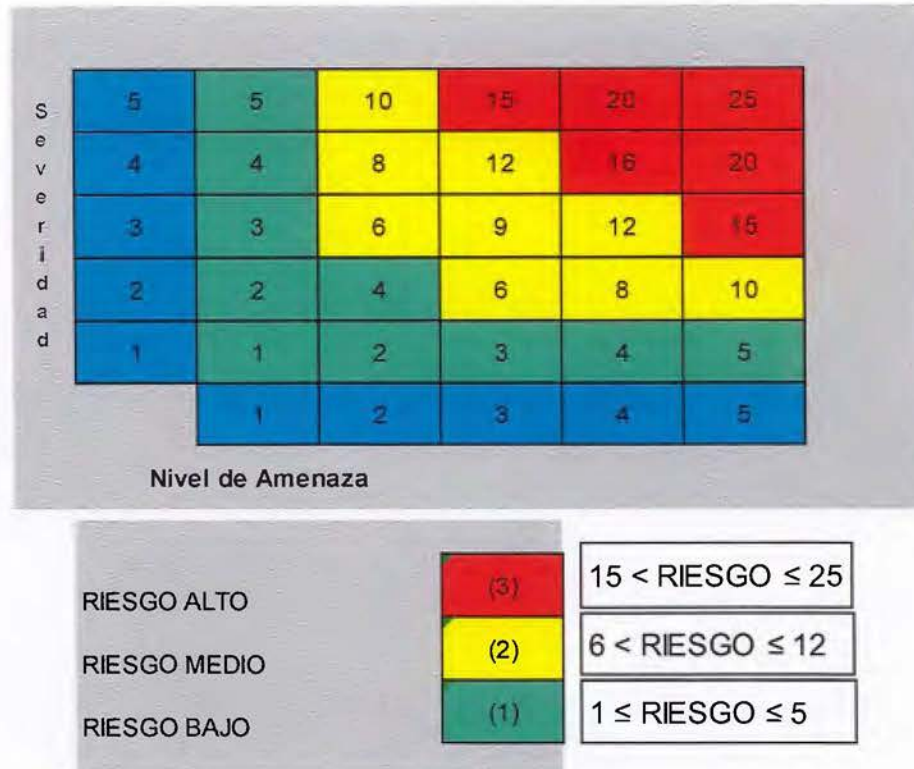 Severidad
5 5 10 15 20 25
4 4 8 12 16 20
3 3 6 9 12 15
2 2 4 6 8 10
1 1 2 3 4 5
1 2 3 4 5
Nivel de Amenaza
RIESGO ALTO (3) 15 < RIESGO ≤ 25
RIESGO MEDIO (2) 6 < RIESGO ≤ 12
RIESGO BAJO (1) 1 ≤ RIESGO ≤ 5